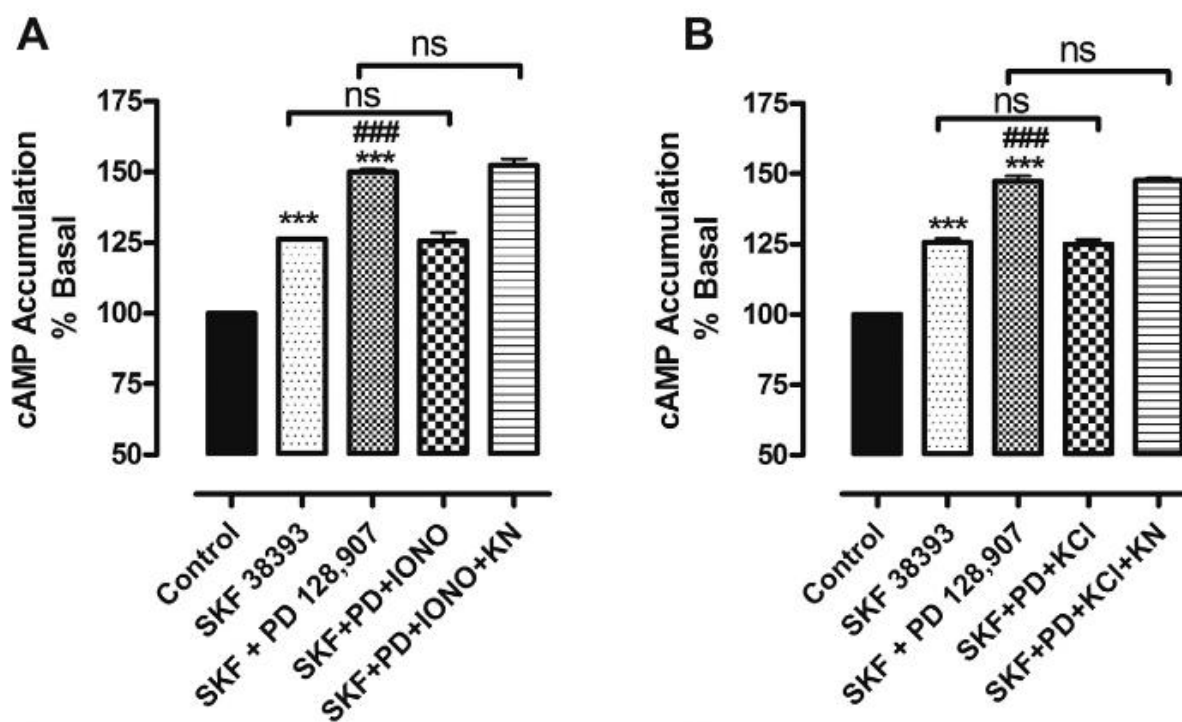 A
ns
ns
###
***
***
175
150
125
100
75
50
cAMP Accumulation
% Basal
Control
SKF 38393
SKF + PD 128,907
SKF+PD+IONO
SKF+PD+IONO+KN
B
ns
ns
###
***
***
175
150
125
100
75
50
cAMP Accumulation
% Basal
Control
SKF 38393
SKF + PD 128,907
SKF+PD+KCl
SKF+PD+KCl+KN